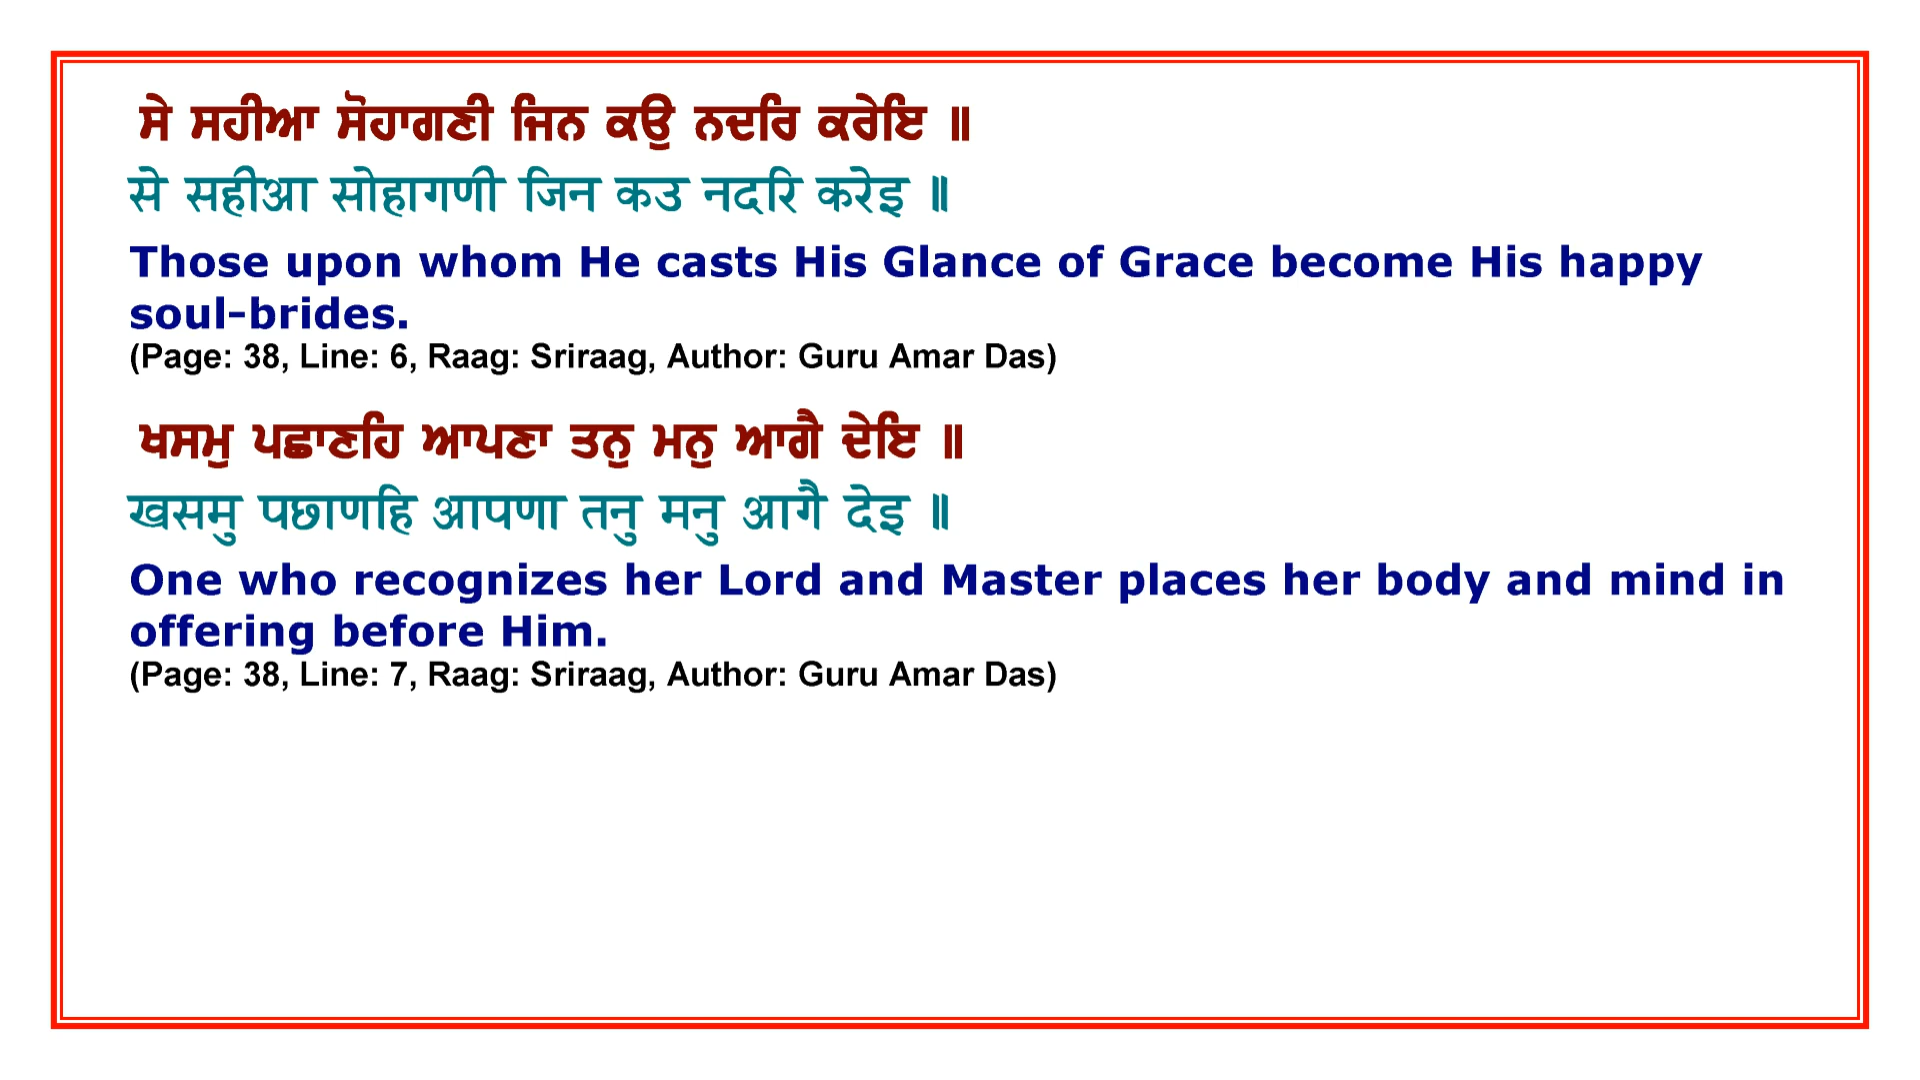 ਸੇ ਸਹੀਆ ਸੋਹਾਗਣੀ ਜਿਨ ਕਉ ਨਦਰਿ ਕਰੇਇ ॥
से सहीआ सोहागणी जिन कउ नदरि करेइ ॥
Those upon whom He casts His Glance of Grace become His happy
soul-brides.
(Page: 38, Line: 6, Raag: Sriraag, Author: Guru Amar Das)
ਖਸਮੁ ਪਛਾਣਹਿ ਆਪਣਾ ਤਨੁ ਮਨੁ ਆਗੈ ਦੇਇ ॥
खसमु पछाणहि आपणा तनु मनु आगै देइ ॥
One who recognizes her Lord and Master places her body and mind in
offering before Him.
(Page: 38, Line: 7, Raag: Sriraag, Author: Guru Amar Das)